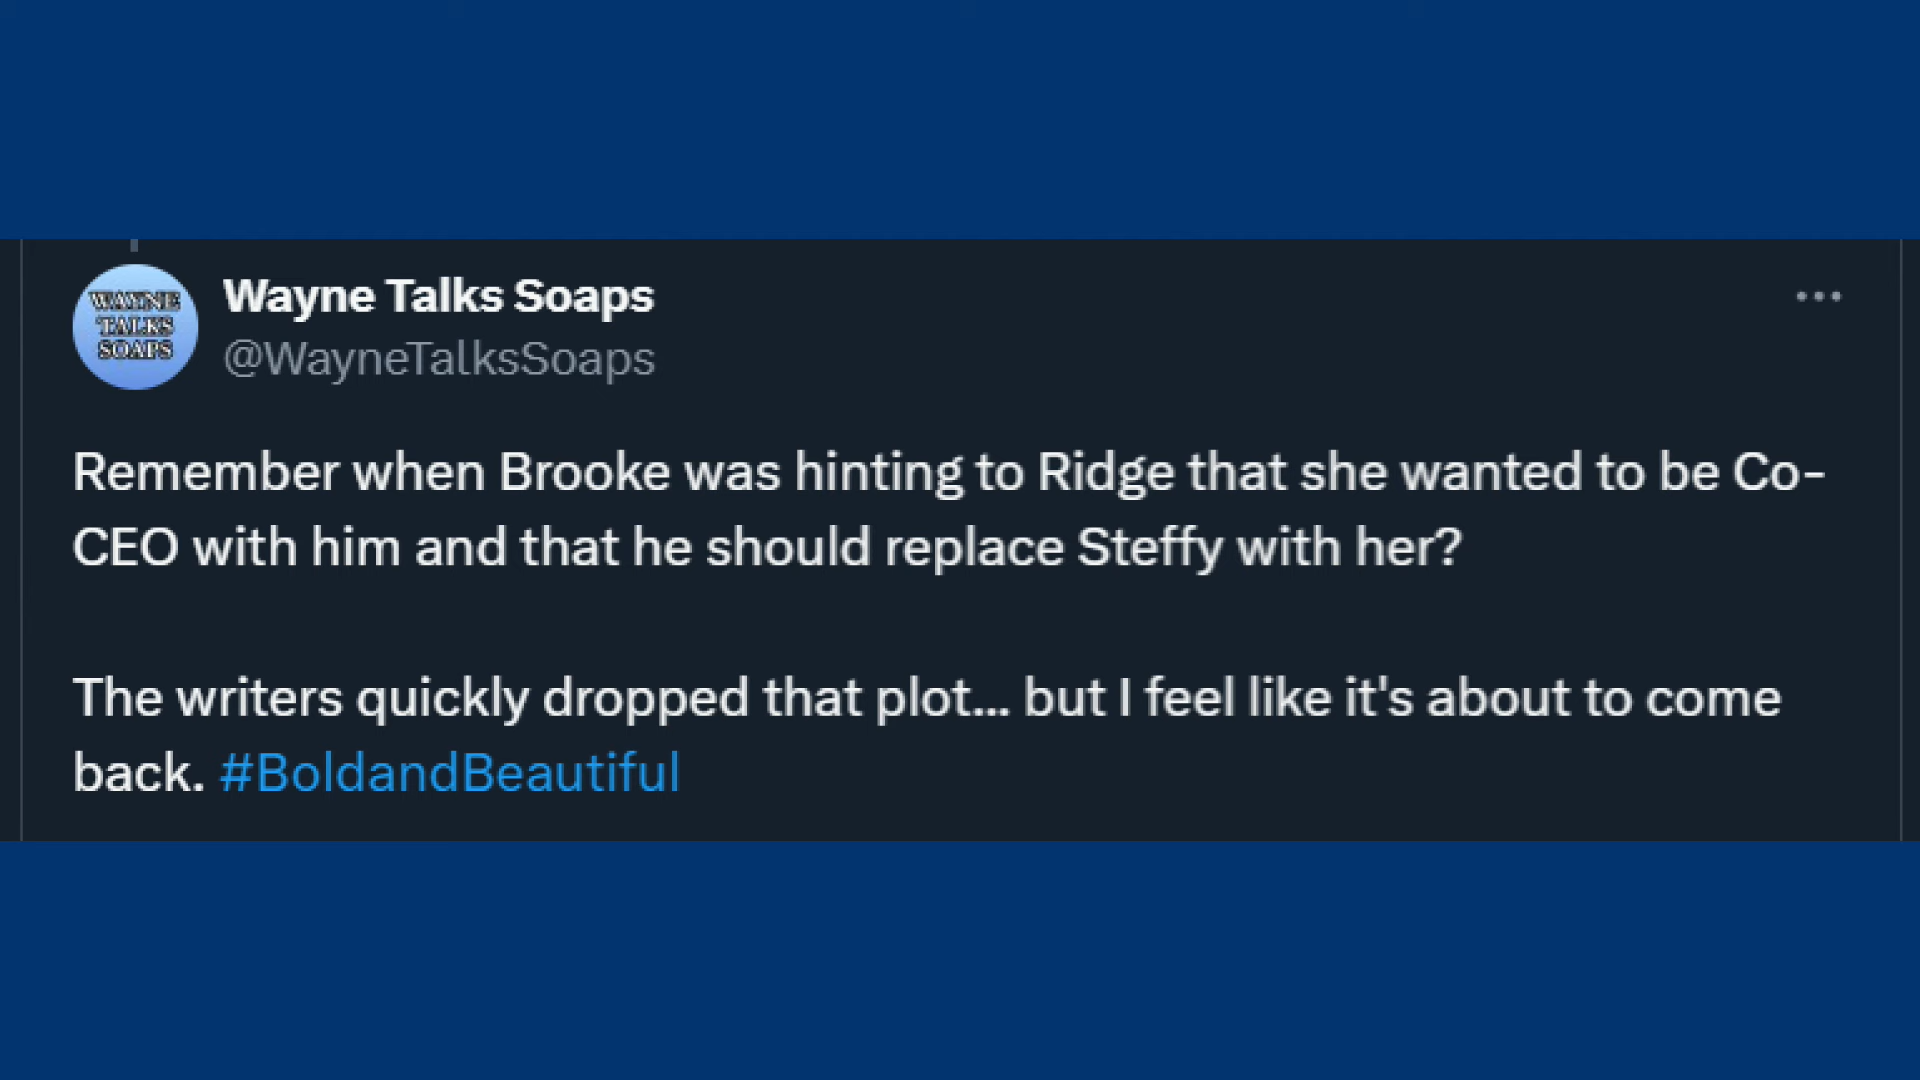 WAYNE
TALKS
SOAPS
Wayne Talks Soaps
@WayneTalksSoaps
Remember when Brooke was hinting to Ridge that she wanted to be Co-
CEO with him and that he should replace Steffy with her?
The writers quickly dropped that plot... but I feel like it's about to come
back. #BoldandBeautiful